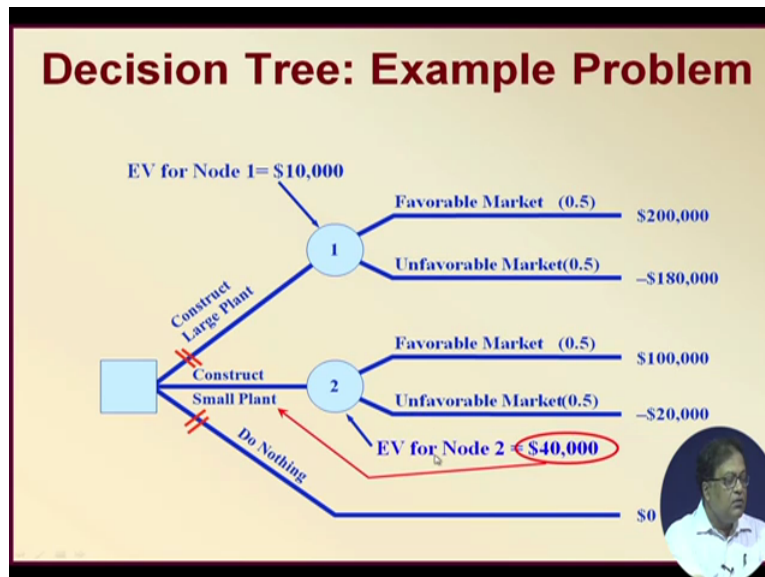 Decision Tree: Example Problem
EV for Node 1= $10,000
Favorable Market (0.5)
$200,000
1
Unfavorable Market(0.5)
–$180,000
Construct
Large Plant
Favorable Market (0.5)
$100,000
Construct
2
Small Plant
Unfavorable Market(0.5)
–$20,000
Do Nothing
EV for Node 2 = $40,000
$0